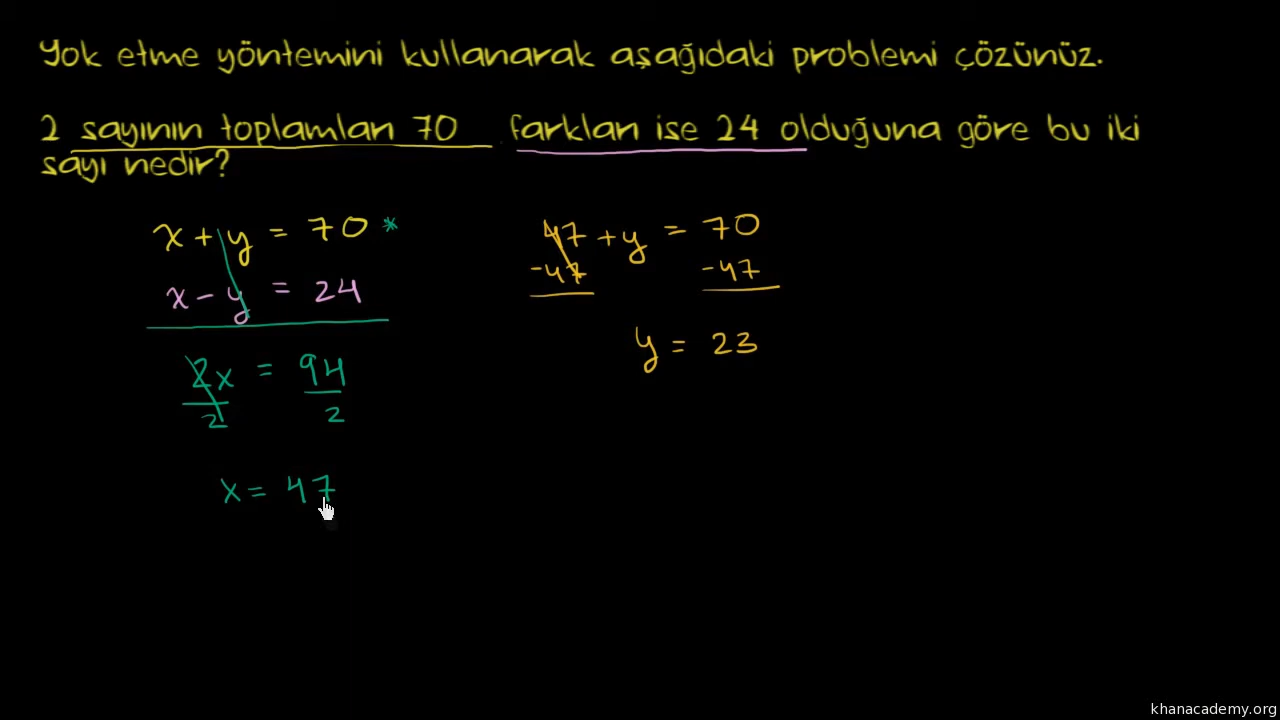 Yok etme yöntemini kullanarak aşağıdaki problemi çözünüz.
2 sayının toplamları 70 farkları ise 24 olduğuna göre bu iki
sayı nedir?
x + y = 70 *
x - y = 24
2x = 94
2 2
x = 47
47 + y = 70
-47 -47
y = 23
khanacademy.org